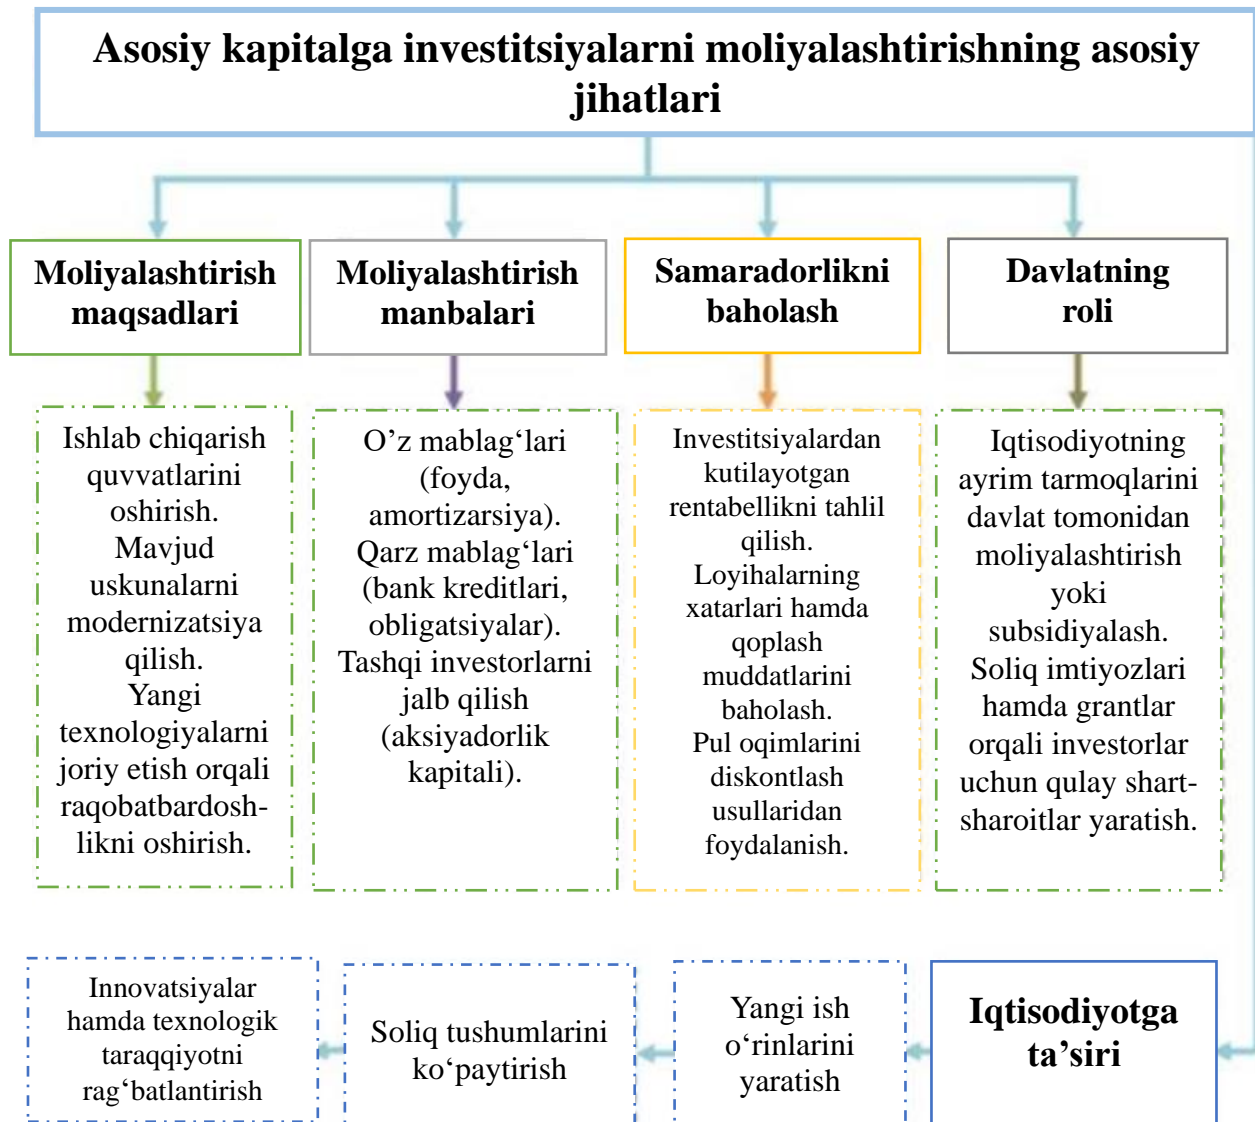 Asosiy kapitalga investitsiyalarni moliyalashtirishning asosiy
jihatlari
Moliyalashtirish
maqsadlari
Moliyalashtirish
manbalari
Samaradorlikni
baholash
Davlatning
roli
Ishlab chiqarish
quvvatlarini
oshirish.
Mavjud
uskunalarni
modernizatsiya
qilish.
Yangi
texnologiyalarni
joriy etish orqali
raqobatbardosh-
likni oshirish.
O’z mablag‘lari
(foyda,
amortizarsiya).
Qarz mablag‘lari
(bank kreditlari,
obligatsiyalar).
Tashqi investorlarni
jalb qilish
(aksiyadorlik
kapitali).
Investitsiyalardan
kutilayotgan
rentabellikni tahlil
qilish.
Loyihalarning
xatarlari hamda
qoplash
muddatlarini
baholash.
Pul oqimlarini
diskontlash
usullaridan
foydalanish.
Iqtisodiyotning
ayrim tarmoqlarini
davlat tomonidan
moliyalashtirish
yoki
subsidiyalash.
Soliq imtiyozlari
hamda grantlar
orqali investorlar
uchun qulay shart-
sharoitlar yaratish.
Innovatsiyalar
hamda texnologik
taraqqiyotni
rag‘batlantirish
Soliq tushumlarini
ko‘paytirish
Yangi ish
o‘rinlarini
yaratish
Iqtisodiyotga
ta’siri